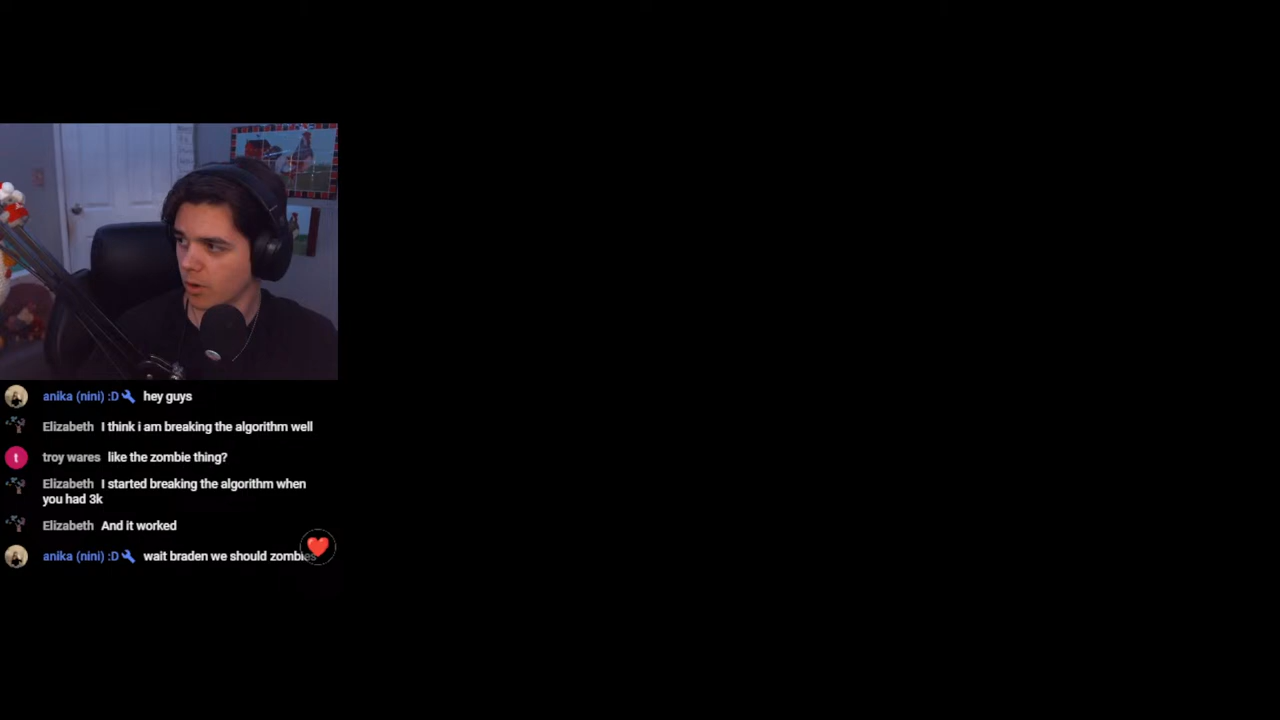 anika (nini) :D hey guys
Elizabeth I think i am breaking the algorithm well
t troy wares like the zombie thing?
Elizabeth I started breaking the algorithm when
you had 3k
Elizabeth And it worked
anika (nini) :D wait braden we should zombies